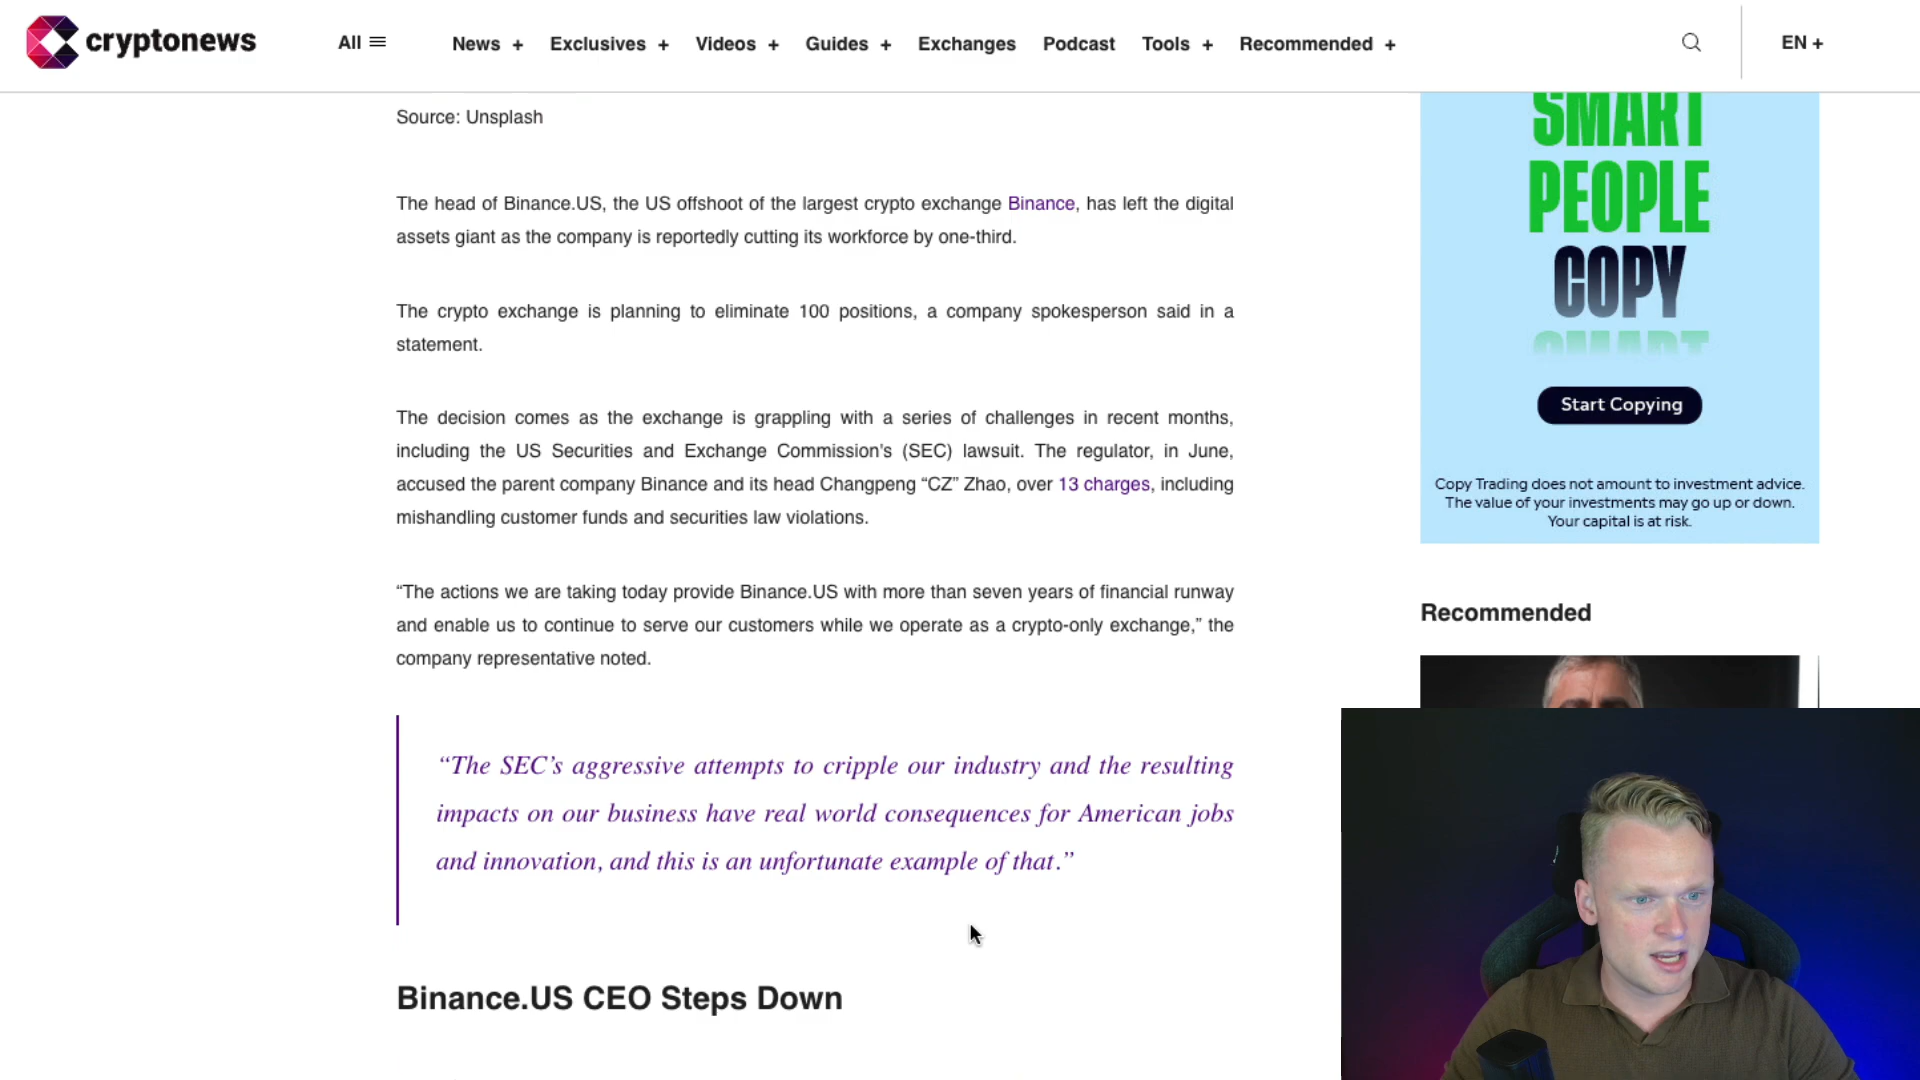 cryptonews
All
News +
Exclusives +
Videos +
Guides +
Exchanges
Podcast
Tools +
Recommended +
EN +
Source: Unsplash
The head of Binance.US, the US offshoot of the largest crypto exchange Binance, has left the digital
assets giant as the company is reportedly cutting its workforce by one-third.
The crypto exchange is planning to eliminate 100 positions, a company spokesperson said in a
statement.
The decision comes as the exchange is grappling with a series of challenges in recent months,
including the US Securities and Exchange Commission's (SEC) lawsuit. The regulator, in June,
accused the parent company Binance and its head Changpeng “CZ” Zhao, over 13 charges, including
mishandling customer funds and securities law violations.
“The actions we are taking today provide Binance.US with more than seven years of financial runway
and enable us to continue to serve our customers while we operate as a crypto-only exchange,” the
company representative noted.
“The SEC’s aggressive attempts to cripple our industry and the resulting
impacts on our business have real world consequences for American jobs
and innovation, and this is an unfortunate example of that.”
Binance.US CEO Steps Down
SMART
PEOPLE
COPY
SMART
Start Copying
Copy Trading does not amount to investment advice.
The value of your investments may go up or down.
Your capital is at risk.
Recommended